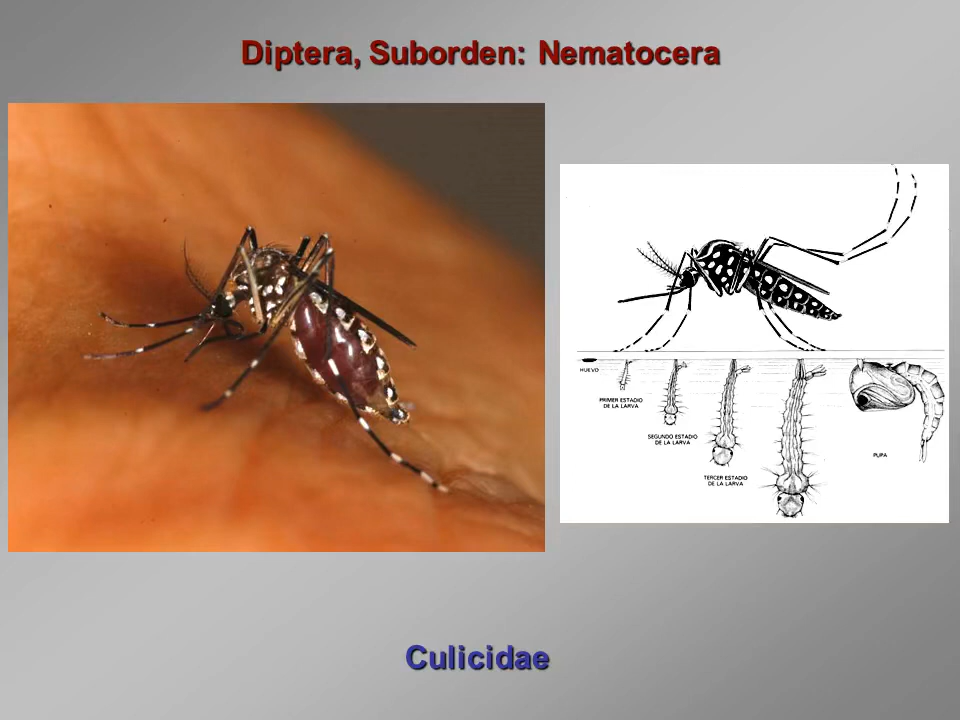 Diptera, Suborden: Nematocera
HUEVO
PRIMER ESTADIO
DE LA LARVA
SEGUNDO ESTADIO
DE LA LARVA
TERCER ESTADIO
DE LA LARVA
PUPA
Culicidae